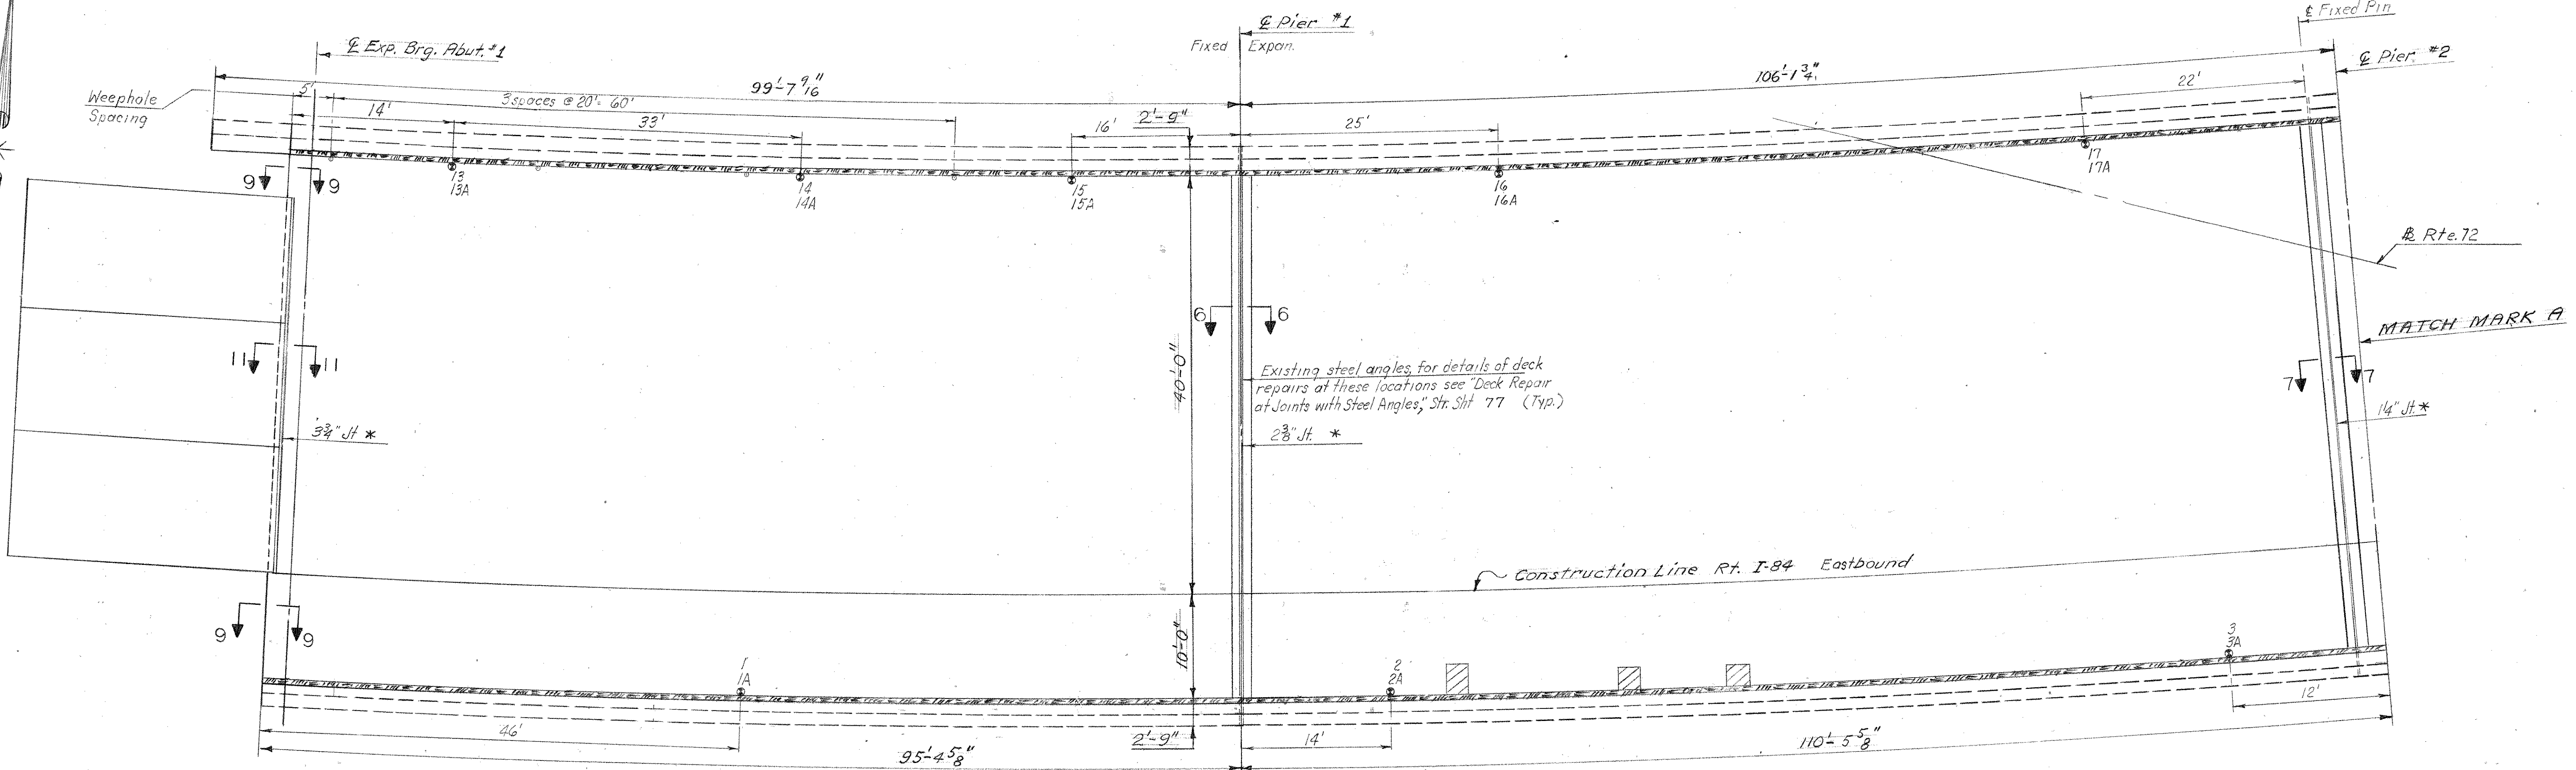 ℄ Fixed Pin
℄ Pier #1
Fixed Expan.
℄ Exp. Brg. Abut. #1
℄ Pier. #2
99'-7 9/16"
106'-1 3/4"
Weephole
Spacing
5'
3 spaces @ 20'= 60'
22'
14'
33'
16'
2'-9"
25'
9 9
13
13A
14
14A
15
15A
16
16A
17
17A
Rte. 72
6 6
MATCH MARK A
11 11
40'-0"
Existing steel angles, for details of deck
repairs at these locations see "Deck Repair
at Joints with Steel Angles," Str. Sht 77 (Typ.)
7 7
3 3/4" Jt *
2 3/8" Jt. *
1 1/4" Jt. *
Construction Line Rt. I-84 Eastbound
9 9
10'-0"
1
1A
2
2A
3
3A
46'
2'-9"
14'
12'
95'-4 5/8"
110'-5 5/8"